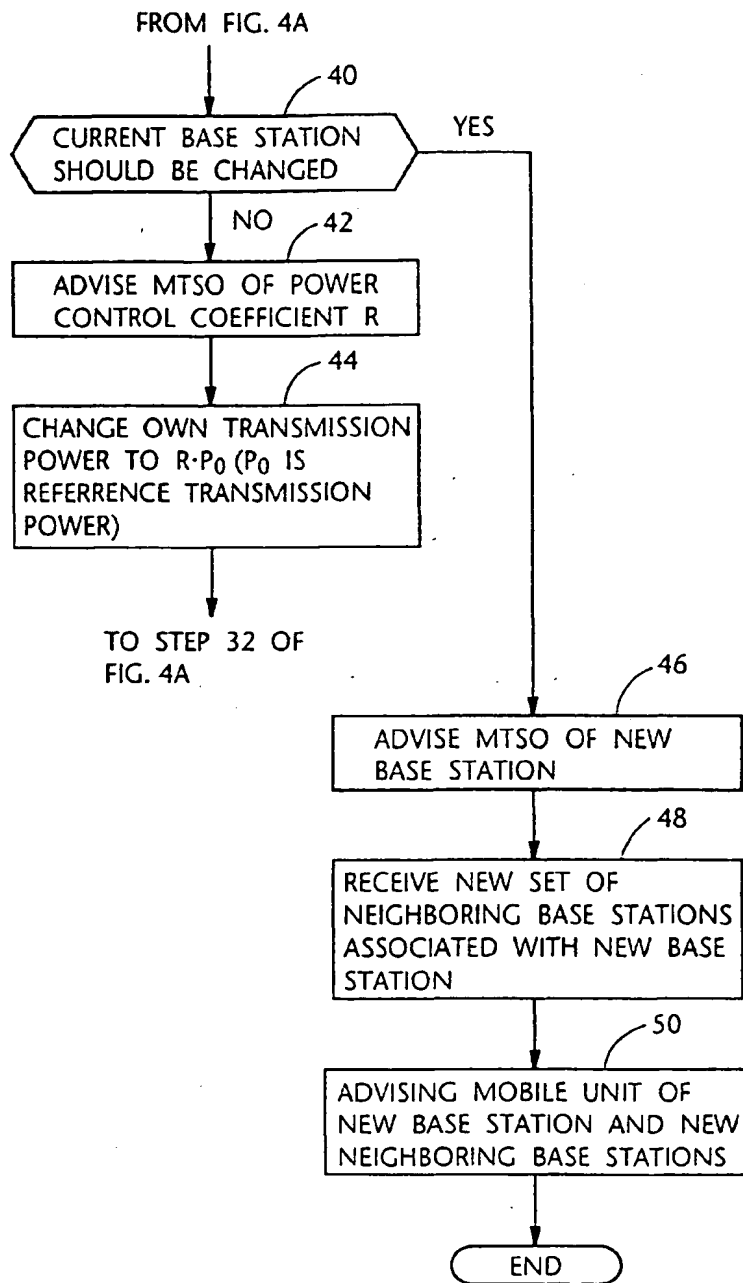 FROM FIG. 4A
40
CURRENT BASE STATION
SHOULD BE CHANGED
YES
NO
42
ADVISE MTSO OF POWER
CONTROL COEFFICIENT R
44
CHANGE OWN TRANSMISSION
POWER TO R·P0 (P0 IS
REFERRENCE TRANSMISSION
POWER)
TO STEP 32 OF
FIG. 4A
46
ADVISE MTSO OF NEW
BASE STATION
48
RECEIVE NEW SET OF
NEIGHBORING BASE STATIONS
ASSOCIATED WITH NEW BASE
STATION
50
ADVISING MOBILE UNIT OF
NEW BASE STATION AND NEW
NEIGHBORING BASE STATIONS
END